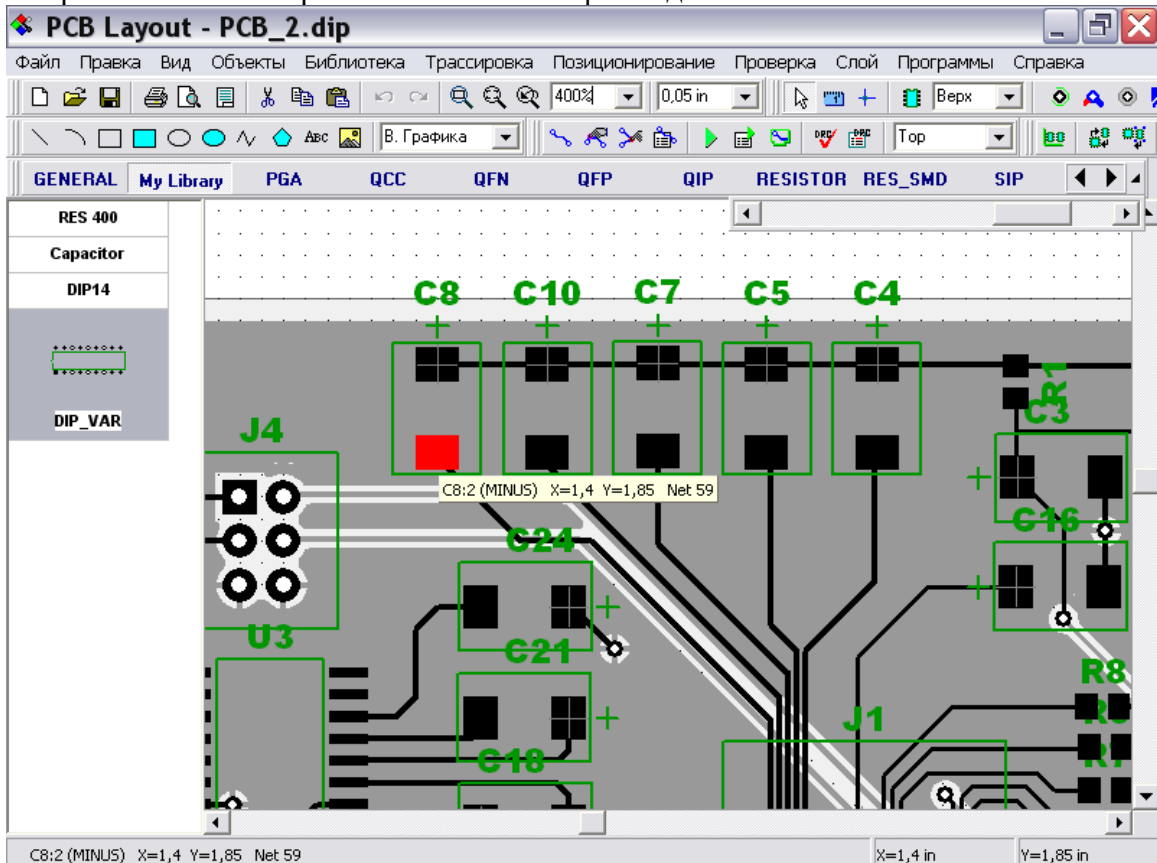 PCB Layout - PCB_2.dip
Файл Правка Вид Объекты Библиотека Трассировка Позиционирование Проверка Слой Программы Справка
400% 0,05 in Верх
Авс В. Графика DRC DRC Top
GENERAL My Library PGA QCC QFN QFP QIP RESISTOR RES_SMD SIP
RES 400
Capacitor
DIP14
DIP_VAR
C8 C10 C7 C5 C4
R1
C3
J4
C8:2 (MINUS) X=1,4 Y=1,85 Net 59
C16
C24
U3
C21
R8
J1
R7
C18
C8:2 (MINUS) X=1,4 Y=1,85 Net 59 X=1,4 in Y=1,85 in